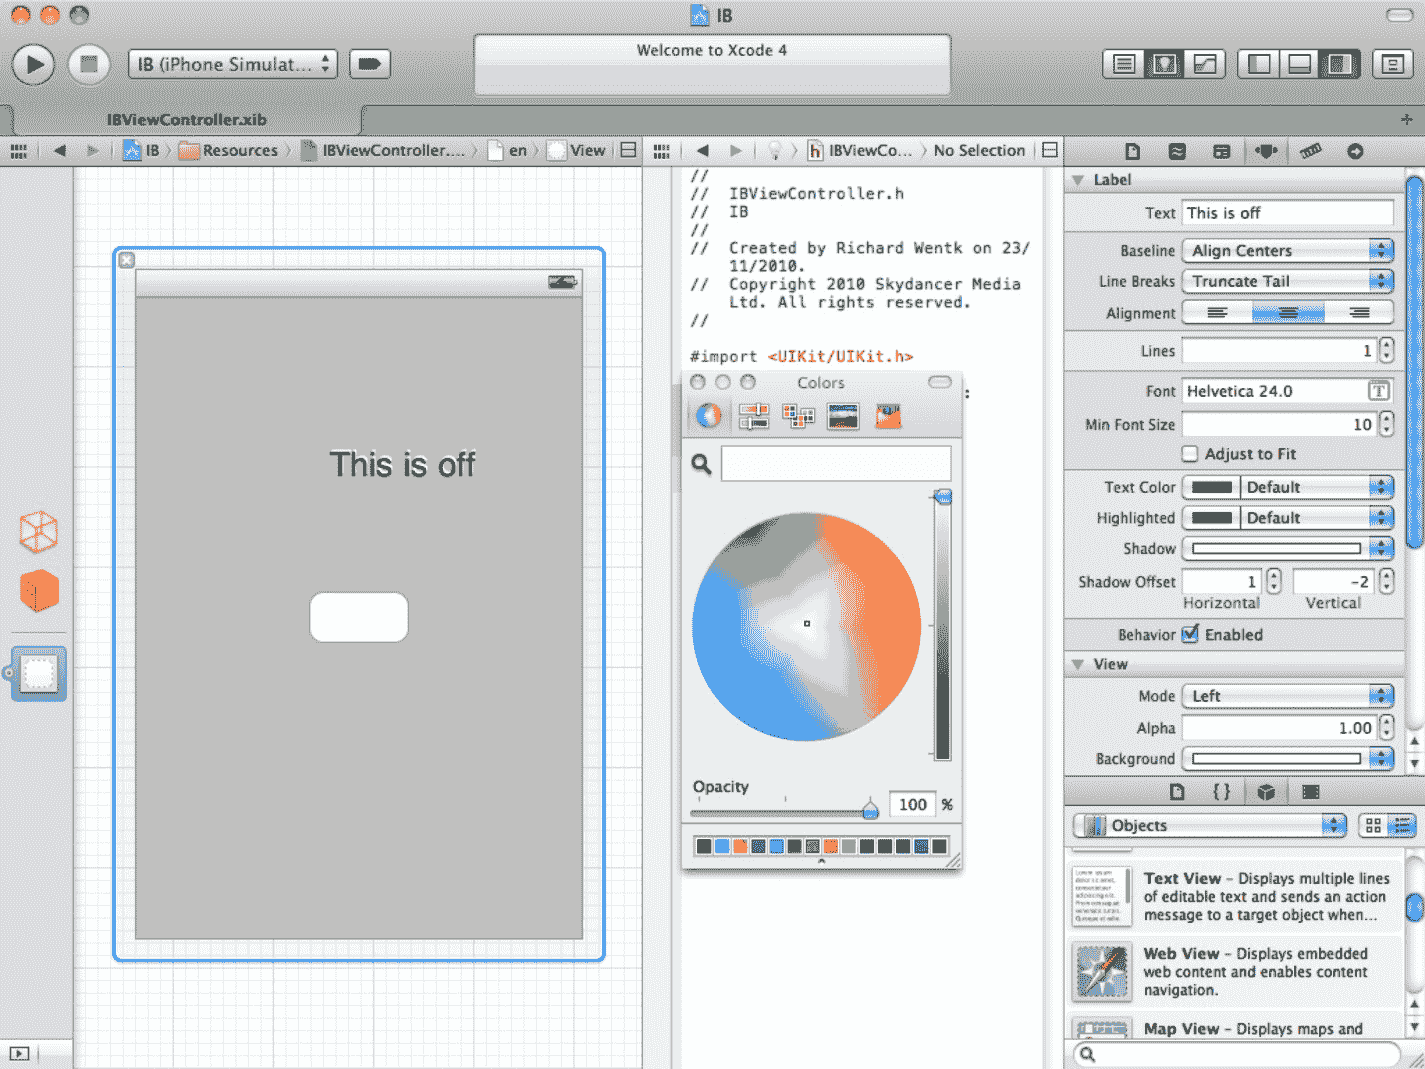 IB
IB (iPhone Simulat...
Welcome to Xcode 4
IBViewController.xib
IB
Resources
IBViewController....
en
View
IBViewCo...
No Selection
//
// IBViewController.h
// IB
//
// Created by Richard Wentk on 23/
11/2010.
// Copyright 2010 Skydancer Media
Ltd. All rights reserved.
//
#import <UIKit/UIKit.h>
:
This is off
Colors
Opacity
100 %
Label
Text This is off
Baseline Align Centers
Line Breaks Truncate Tail
Alignment
Lines 1
Font Helvetica 24.0 T
Min Font Size 10
Adjust to Fit
Text Color Default
Highlighted Default
Shadow
Shadow Offset 1 -2
Horizontal Vertical
Behavior Enabled
View
Mode Left
Alpha 1.00
Background
{ }
Objects
Text View – Displays multiple lines
of editable text and sends an action
message to a target object when...
Web View – Displays embedded
web content and enables content
navigation.
Map View – Displays maps and